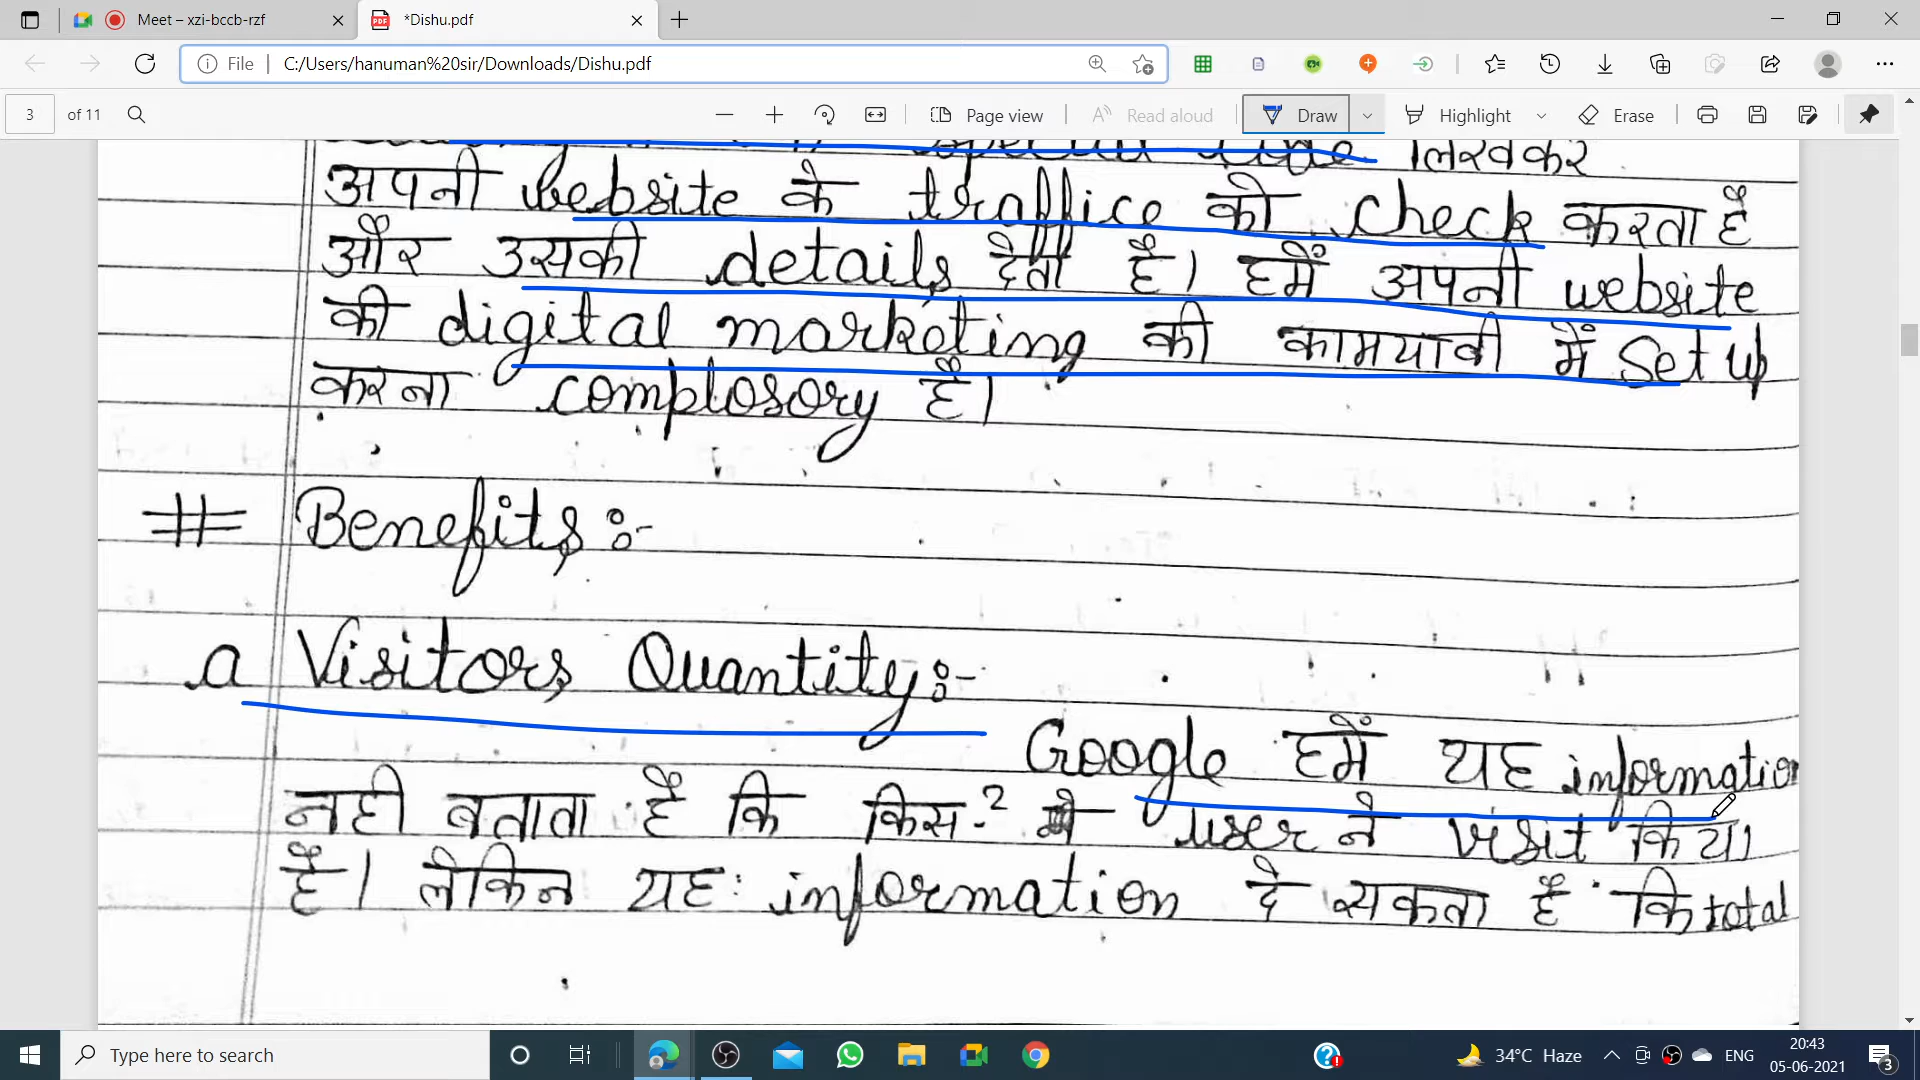 Meet – xzi-bccb-rzf
*Dishu.pdf
File
C:/Users/hanuman%20sir/Downloads/Dishu.pdf
3 of 11
Page view
Read aloud
Draw
Highlight
Erase
लिखकर
अपनी website के traffice को check करता है
और उसकी details देता है। हमें अपनी website
की digital marketing की कामयाबी में Set up
करना complosory है।
# Benefits :-
a Visitors Quantity :-
Google हमें यह information
नही बताता है कि किस-2 user ने visit किया
है। लेकिन यह information दे सकता है कि total
Type here to search
34°C Haze
ENG
20:43
05-06-2021
3